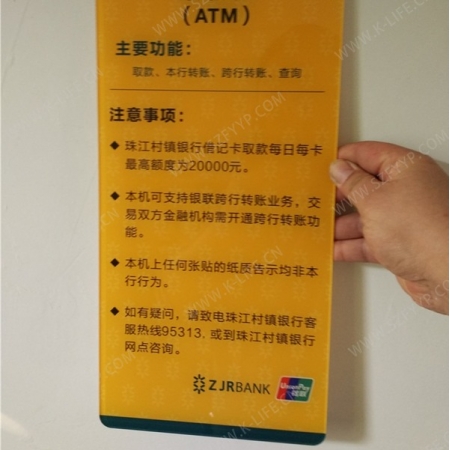 （ATM）
主要功能：
取款、本行转账、跨行转账、查询
注意事项：
◆ 珠江村镇银行借记卡取款每日每卡
最高额度为20000元。
◆ 本机可支持银联跨行转账业务，交
易双方金融机构需开通跨行转账功
能。
◆ 本机上任何张贴的纸质告示均非本
行行为。
◆ 如有疑问，请致电珠江村镇银行客
服热线95313. 或到珠江村镇银行
网点咨询。
ZJRBANK UnionPay
银联